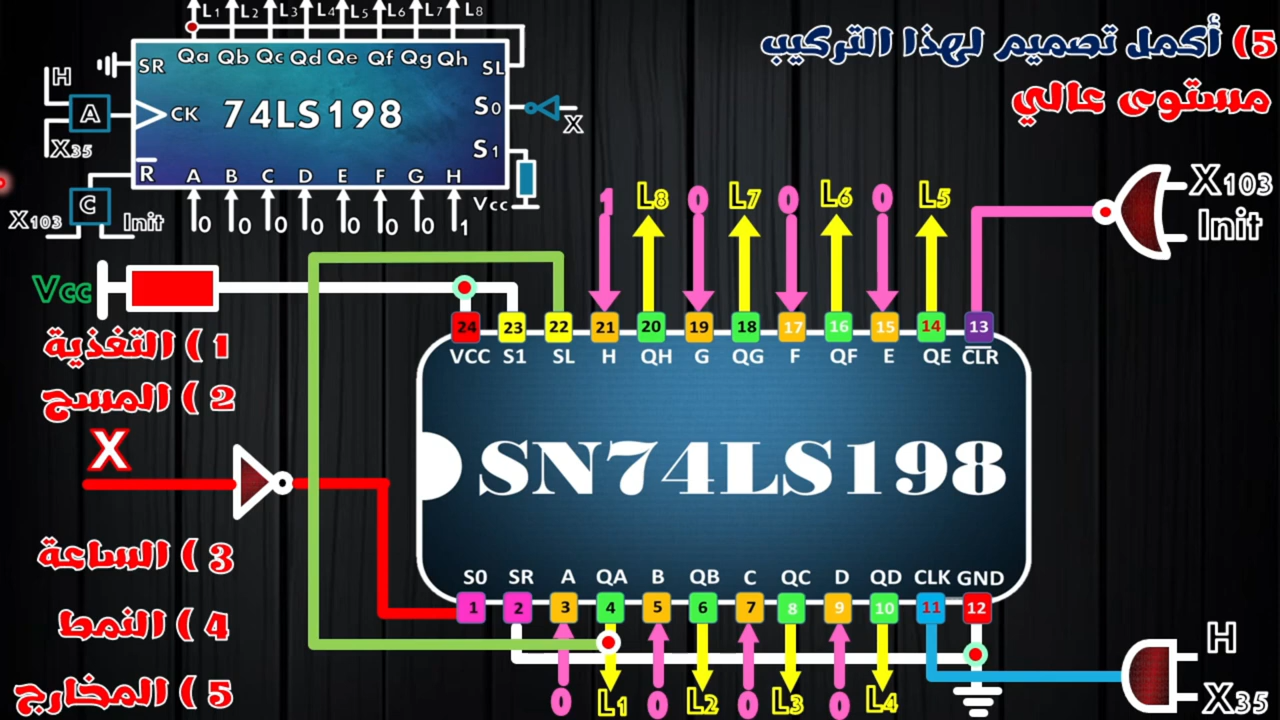 5) أكمل تصميم لهذا التركيب
مستوى عالي
L1 L2 L3 L4 L5 L6 L7 L8
Qa Qb Qc Qd Qe Qf Qg Qh
SR SL
H
A
CK
74LS198
S0
X
X35
S1
R
A B C D E F G H
Vcc
C
X103 Init
0 0 0 0 0 0 0 1
X103
Init
1 L8 0 L7 0 L6 0 L5
Vcc
24 23 22 21 20 19 18 17 16 15 14 13
VCC S1 SL H QH G QG F QF E QE CLR
1) التغذية
2) المسح
X
SN74LS198
3) الساعة
4) النمط
5) المخارج
S0 SR A QA B QB C QC D QD CLK GND
1 2 3 4 5 6 7 8 9 10 11 12
0 L1 0 L2 0 L3 0 L4
H
X35